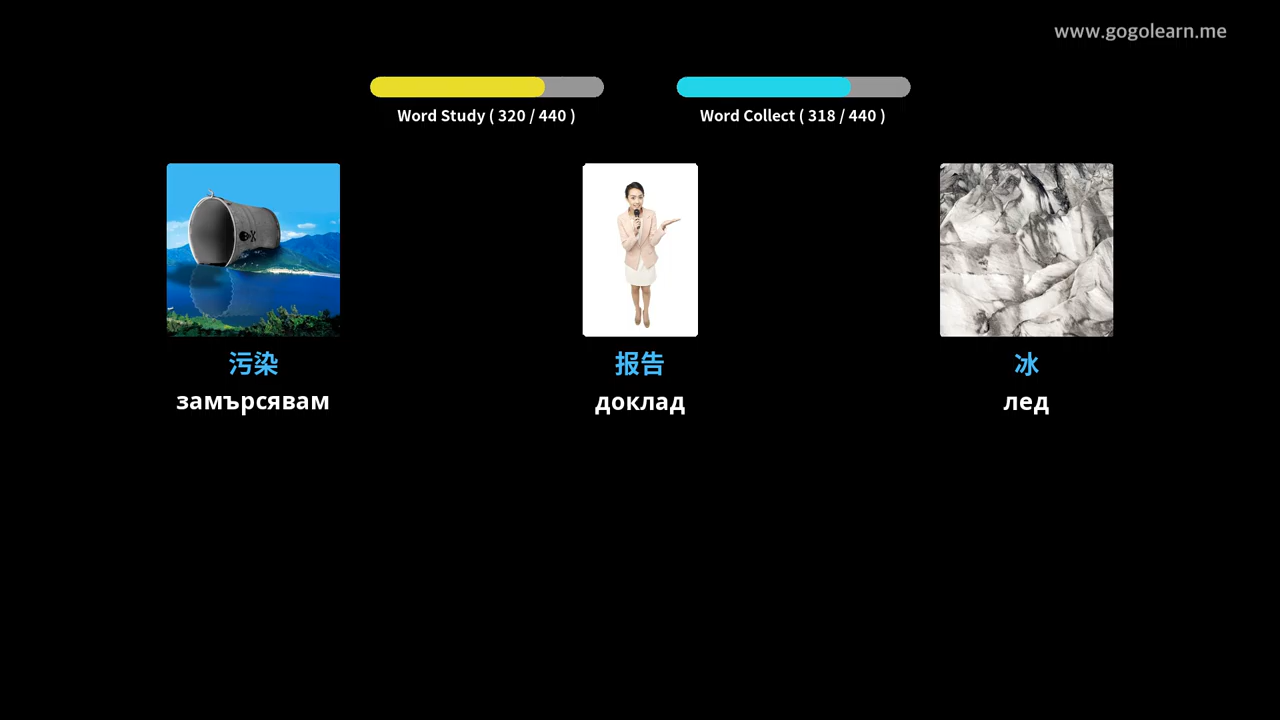 www.gogolearn.me
Word Study ( 320 / 440 )
Word Collect ( 318 / 440 )
污染
замърсявам
报告
доклад
冰
лед